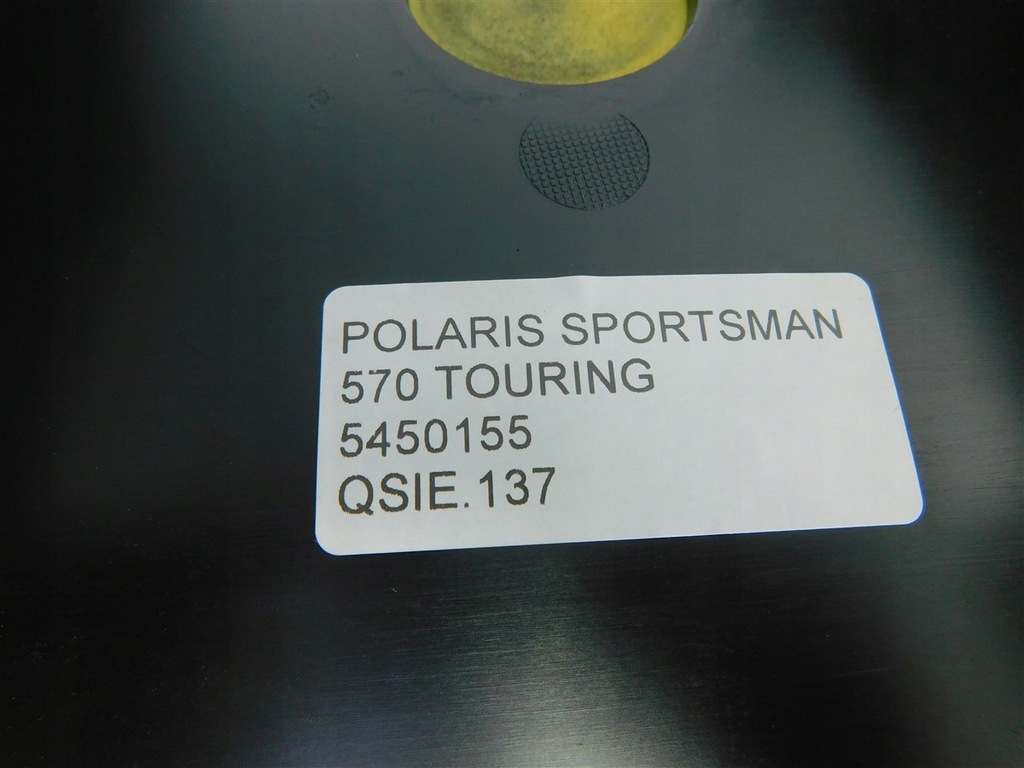 POLARIS SPORTSMAN
570 TOURING
5450155
QSIE.137